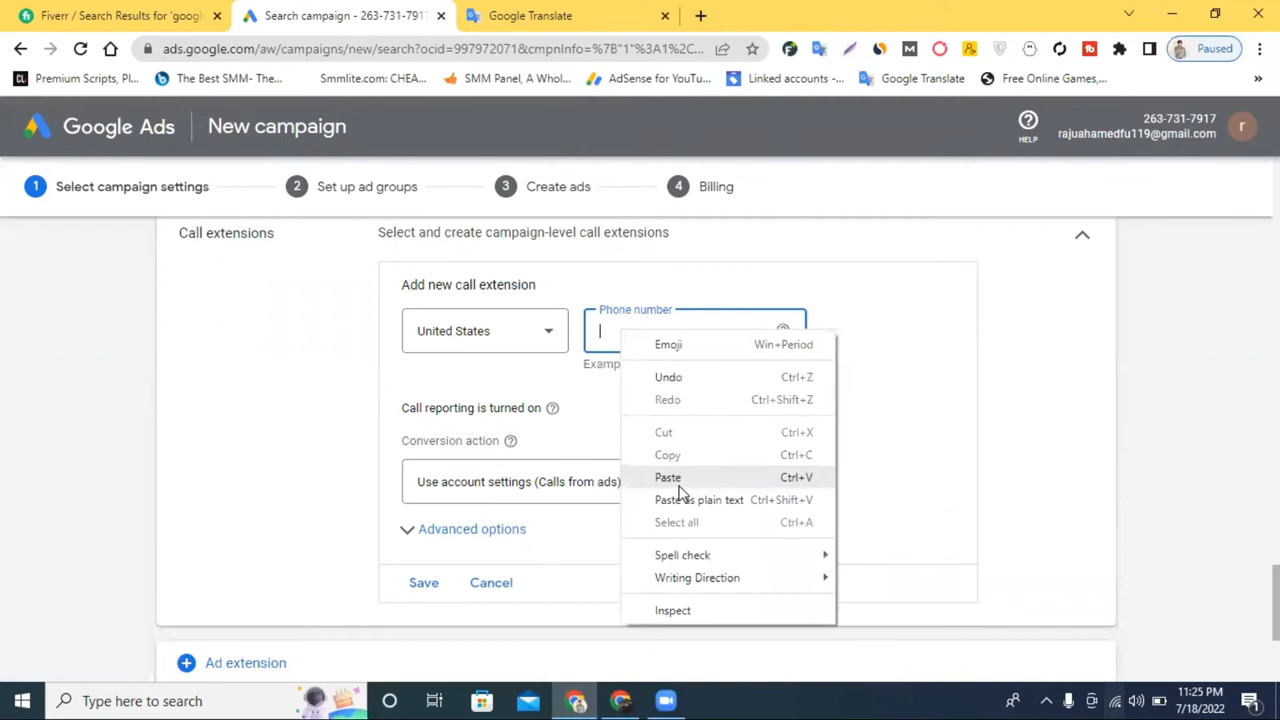 Fiverr / Search Results for 'googl
Search campaign - 263-731-7917
Google Translate
ads.google.com/aw/campaigns/new/search?ocid=997972071&cmpnInfo=%7B"1"%3A1%2C...
Paused
Premium Scripts, Pl...
The Best SMM- The...
Smmlite.com: CHEA...
SMM Panel, A Whol...
AdSense for YouTu...
Linked accounts -...
Google Translate
Free Online Games,...
Google Ads
New campaign
HELP
263-731-7917
rajuahamedfu119@gmail.com
r
1 Select campaign settings
2 Set up ad groups
3 Create ads
4 Billing
Call extensions
Select and create campaign-level call extensions
Add new call extension
United States
Phone number
Examp
Call reporting is turned on
Conversion action
Use account settings (Calls from ads)
Advanced options
Save
Cancel
Emoji Win+Period
Undo Ctrl+Z
Redo Ctrl+Shift+Z
Cut Ctrl+X
Copy Ctrl+C
Paste Ctrl+V
Paste as plain text Ctrl+Shift+V
Select all Ctrl+A
Spell check
Writing Direction
Inspect
Ad extension
Type here to search
11:25 PM
7/18/2022